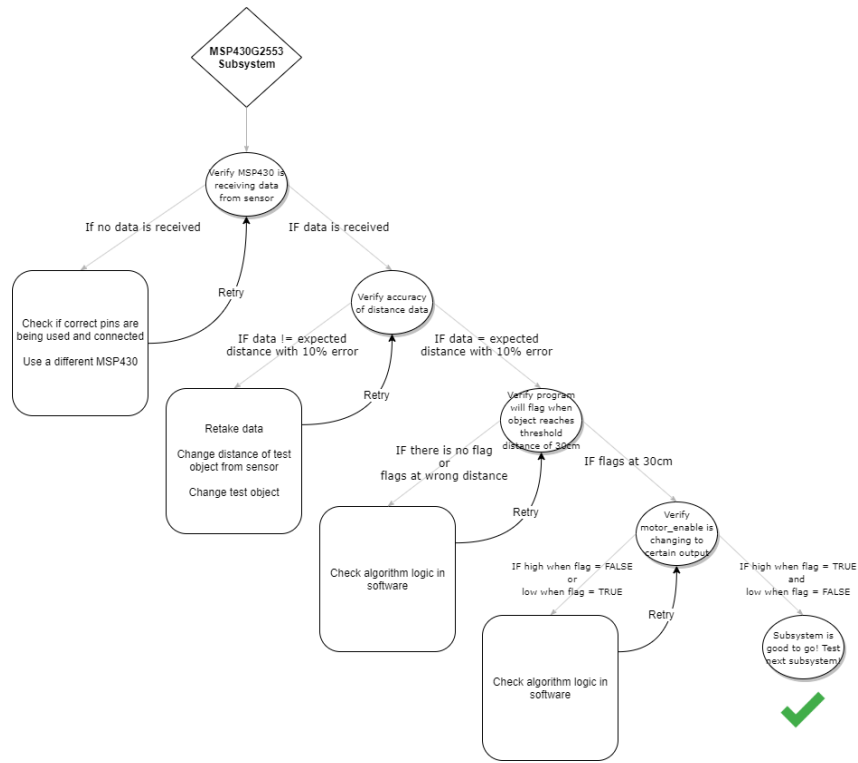 MSP430G2553
Subsystem
Verify MSP430 is
receiving data
from sensor
If no data is received
IF data is received
Retry
Check if correct pins are
being used and connected
Use a different MSP430
Verify accuracy
of distance data
IF data != expected
distance with 10% error
IF data = expected
distance with 10% error
Retry
Retake data
Change distance of test
object from sensor
Change test object
Verify program
will flag when
object reaches
threshold
distance of 30cm
IF there is no flag
or
flags at wrong distance
IF flags at 30cm
Retry
Check algorithm logic in
software
Verify
motor_enable is
changing to
certain output
IF high when flag = FALSE
or
low when flag = TRUE
IF high when flag = TRUE
and
low when flag = FALSE
Retry
Check algorithm logic in
software
Subsystem is
good to go! Test
next subsystem!